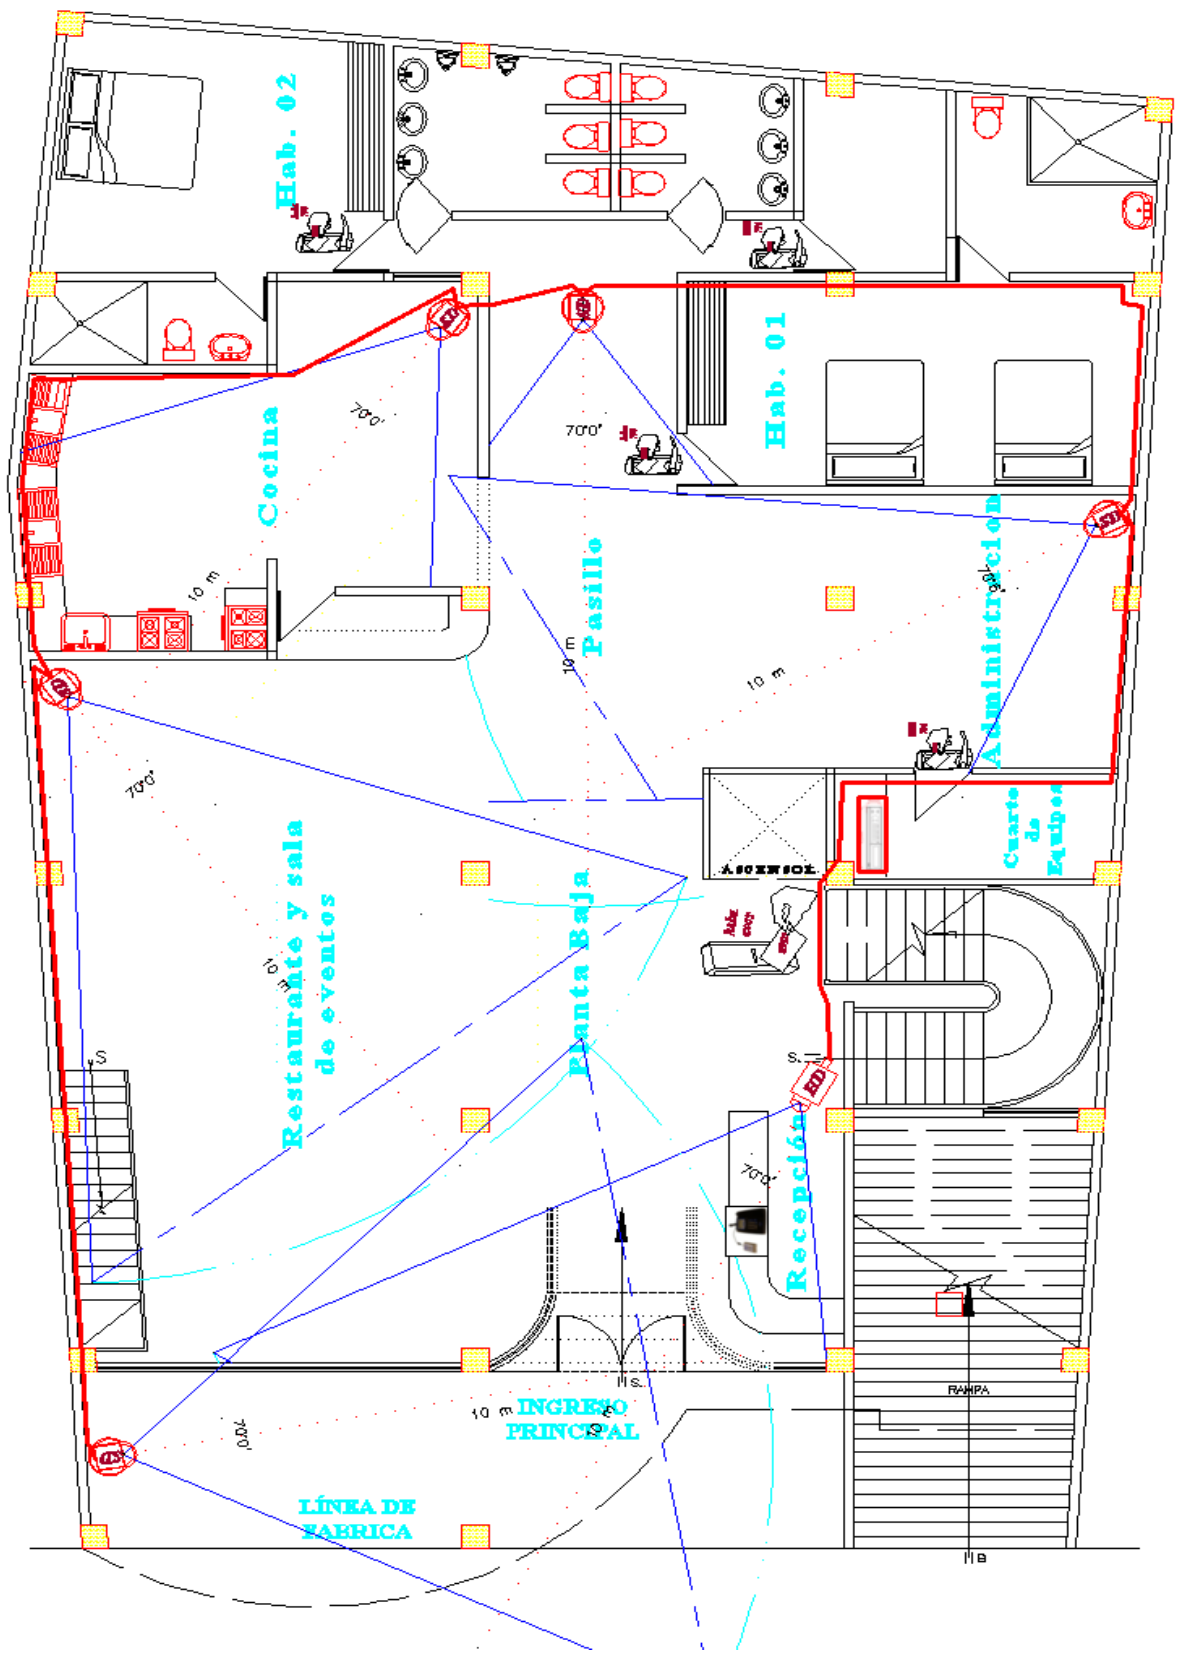 Hab. 02
Hab. 01
Cocina
70'0'
70'0'
Pasillo
Administracion
10 m
10 m
10 m
70'0'
Cuarto
de
Equipos
ASCENSOR
Restaurante y sala
de eventos
10 m
Planta Baja
S
S.
Recepción
70'0'
RAMPA
S.
INGRESO
PRINCIPAL
10 m
10 m
70'0'
LÍNEA DE
FABRICA
B